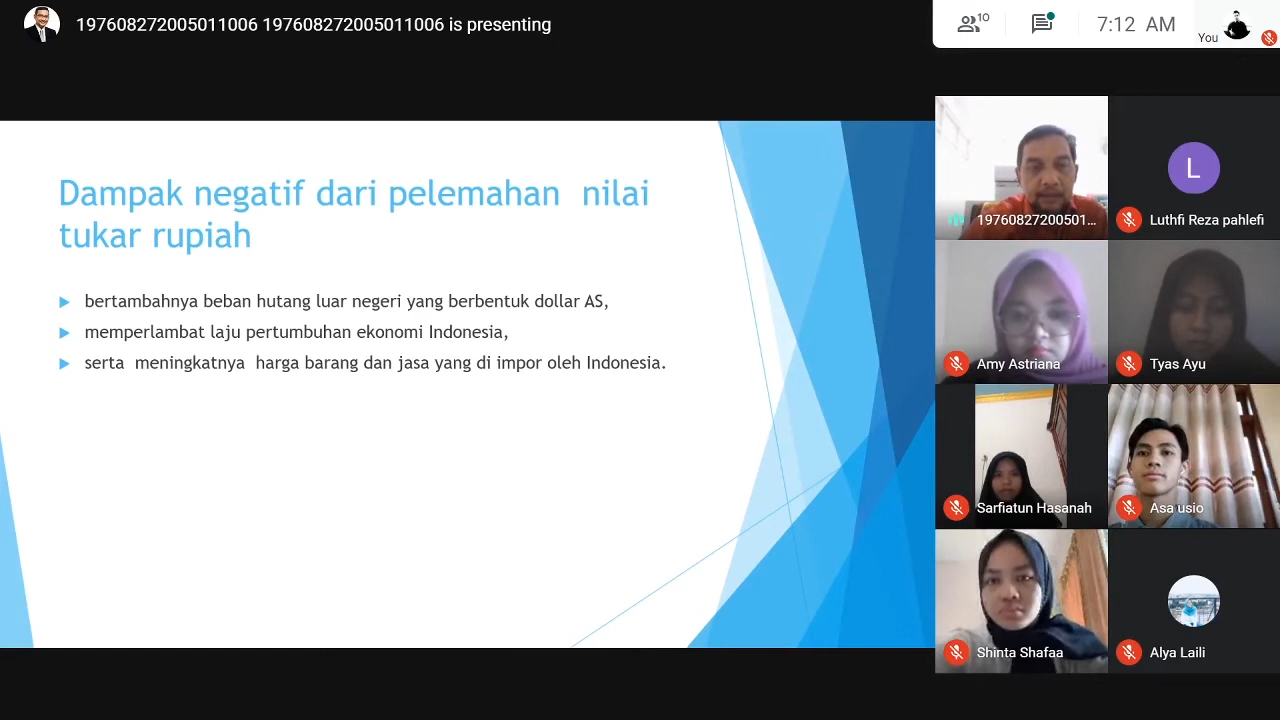 197608272005011006 197608272005011006 is presenting
10
7:12 AM
You
Dampak negatif dari pelemahan nilai
tukar rupiah
bertambahnya beban hutang luar negeri yang berbentuk dollar AS,
memperlambat laju pertumbuhan ekonomi Indonesia,
serta meningkatnya harga barang dan jasa yang di impor oleh Indonesia.
19760827200501...
L
Luthfi Reza pahlefi
Amy Astriana
Tyas Ayu
Sarfiatun Hasanah
Asa usio
Shinta Shafaa
Alya Laili